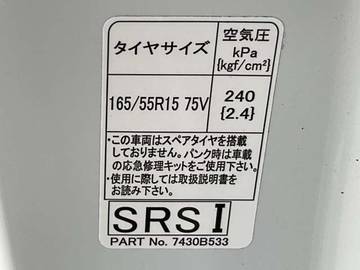 タイヤサイズ
空気圧
kPa
{kgf/cm²}
165/55R15 75V
240
{2.4}
•この車両はスペアタイヤを搭載
しておりません。パンク時は車載
の応急修理キットをご使用下さい。
•使用に際しては取扱説明書を
お読み下さい。
SRS I
PART No. 7430B533